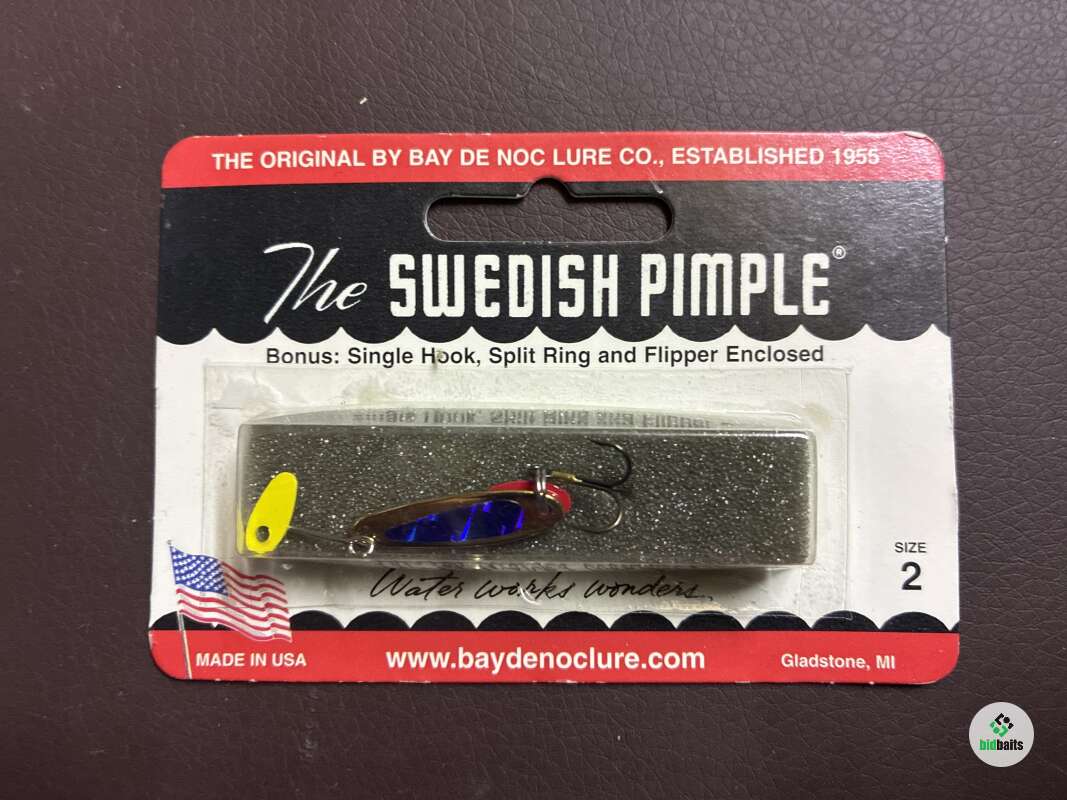 THE ORIGINAL BY BAY DE NOC LURE CO., ESTABLISHED 1955
The SWEDISH PIMPLE®
Bonus: Single Hook, Split Ring and Flipper Enclosed
SIZE
2
Water works wonders.
MADE IN USA
www.baydenoclure.com
Gladstone, MI
bidbaits